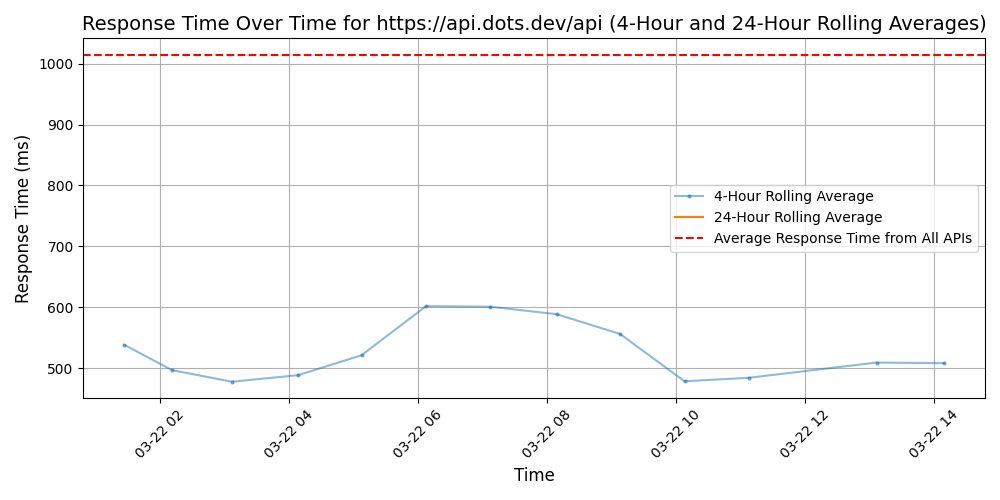 Response Time Over Time for https://api.dots.dev/api (4-Hour and 24-Hour Rolling Averages)
Response Time (ms)
1000
900
800
700
600
500
4-Hour Rolling Average
24-Hour Rolling Average
Average Response Time from All APIs
03-22 02
03-22 04
03-22 06
03-22 08
03-22 10
03-22 12
03-22 14
Time